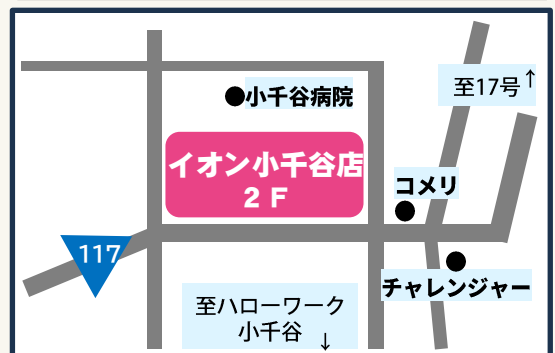 ●小千谷病院
至17号↑
イオン小千谷店
２Ｆ
コメリ
117
チャレンジャー
至ハローワーク
小千谷 ↓